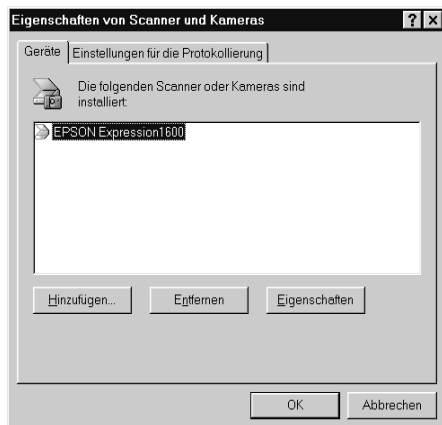 Eigenschaften von Scanner und Kameras
Geräte
Einstellungen für die Protokollierung
Die folgenden Scanner oder Kameras sind
installiert:
EPSON Expression1600
Hinzufügen...
Entfernen
Eigenschaften
OK
Abbrechen